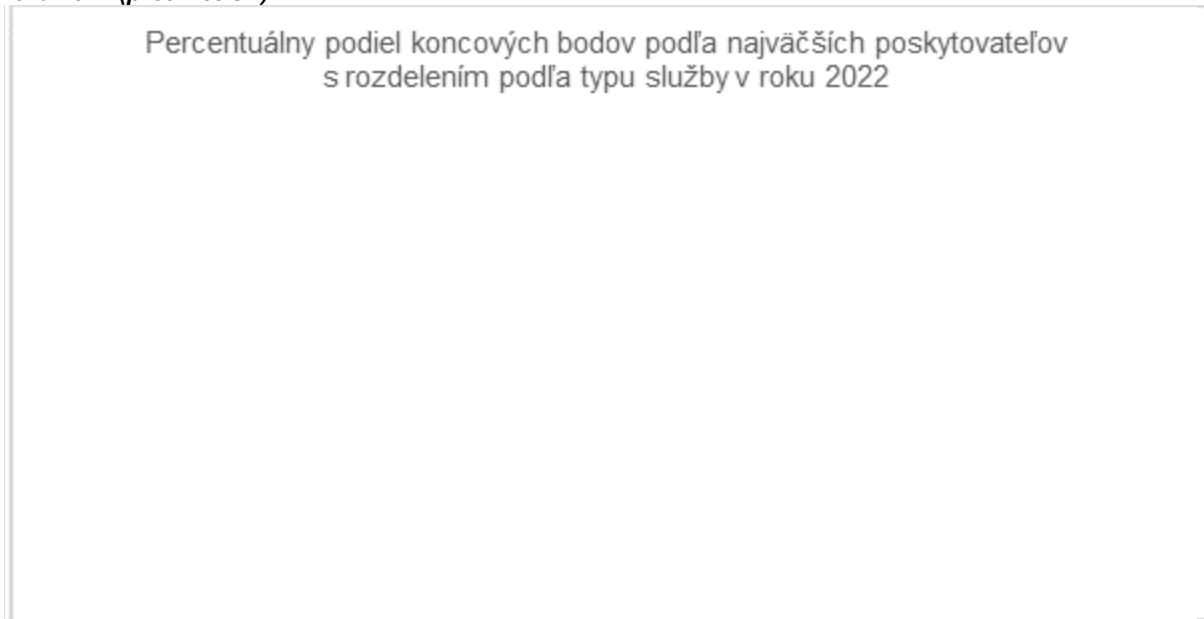 Percentuálny podiel koncových bodov podľa najväčších poskytovateľov
s rozdelením podľa typu služby v roku 2022